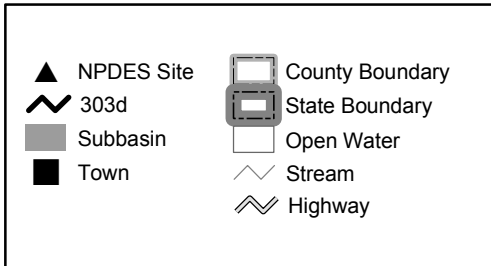 NPDES Site
303d
Subbasin
Town
County Boundary
State Boundary
Open Water
Stream
Highway